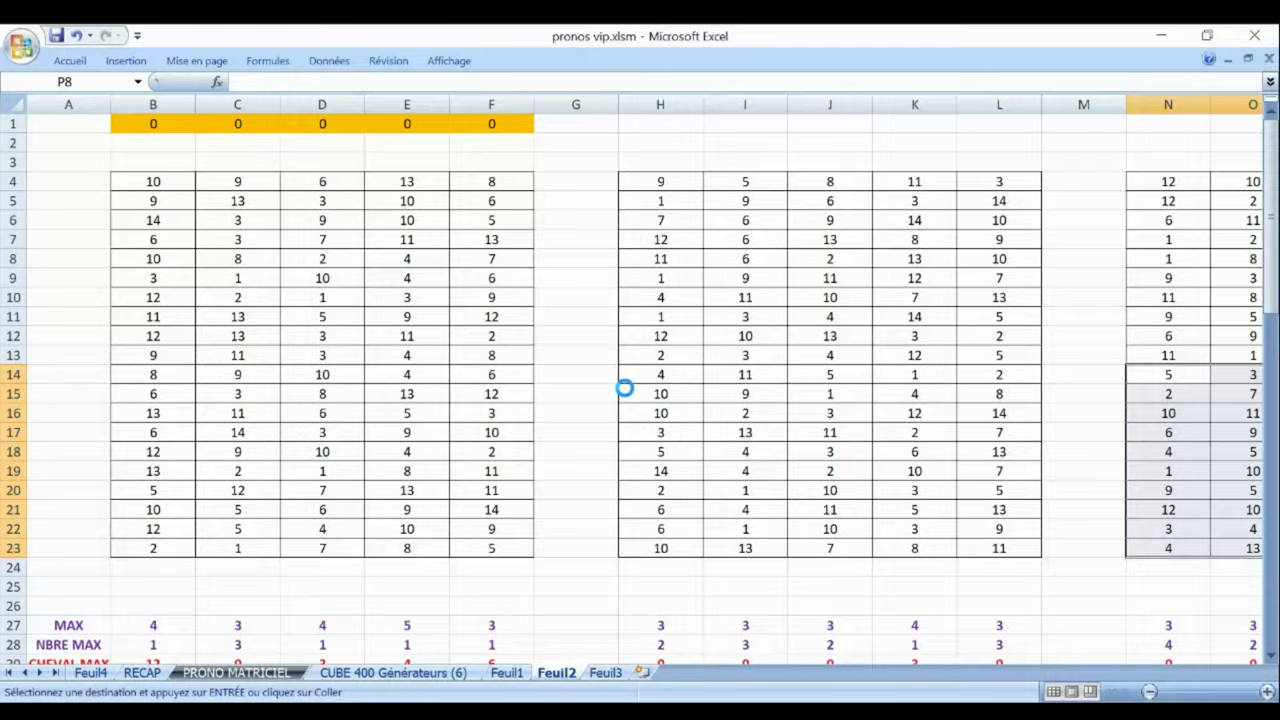 pronos vip.xlsm - Microsoft Excel
Accueil Insertion Mise en page Formules Données Révision Affichage
P8 fx
A B C D E F G H I J K L M N O
1 0 0 0 0 0
2
3
4 10 9 6 13 8 9 5 8 11 3 12 10
5 9 13 3 10 6 1 9 6 3 14 12 2
6 14 3 9 10 5 7 6 9 14 10 6 11
7 6 3 7 11 13 12 6 13 8 9 1 2
8 10 8 2 4 7 11 6 2 13 10 1 8
9 3 1 10 4 6 1 9 11 12 7 9 3
10 12 2 1 3 9 4 11 10 7 13 11 8
11 11 13 5 9 12 1 3 4 14 5 9 5
12 12 13 3 11 2 12 10 13 3 2 6 9
13 9 11 3 4 8 2 3 4 12 5 11 1
14 8 9 10 4 6 4 11 5 1 2 5 3
15 6 3 8 13 12 10 9 1 4 8 2 7
16 13 11 6 5 3 10 2 3 12 14 10 11
17 6 14 3 9 10 3 13 11 2 7 6 9
18 12 9 10 4 2 5 4 3 6 13 4 5
19 13 2 1 8 11 14 4 2 10 7 1 10
20 5 12 7 13 11 2 1 10 3 5 9 5
21 10 5 6 9 14 6 4 11 5 13 12 10
22 12 5 4 10 9 6 1 10 3 9 3 4
23 2 1 7 8 5 10 13 7 8 11 4 13
24
25
26
27 MAX 4 3 4 5 3 3 3 3 4 3 3 3
28 NBRE MAX 1 3 1 1 1 2 3 2 1 3 4 2
29 CHEVAL MAX 12 0 3 4 6 0 0 0 0 0 0 0
Feuil4 RECAP PRONO MATRICIEL CUBE 400 Générateurs (6) Feuil1 Feuil2 Feuil3
Sélectionnez une destination et appuyez sur ENTRÉE ou cliquez sur Coller